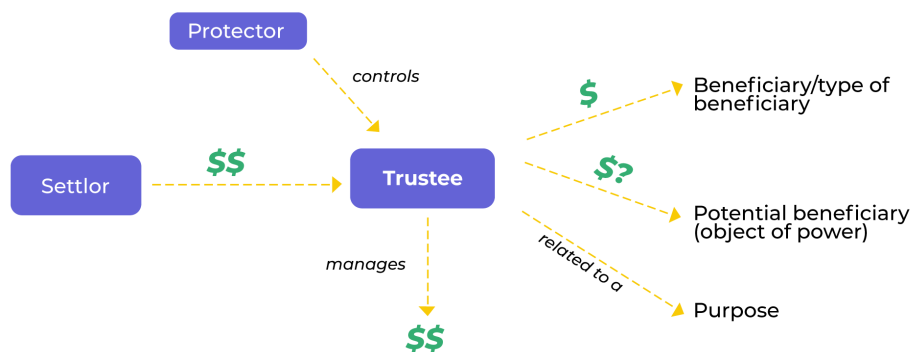 Protector
controls
$
Beneficiary/type of
beneficiary
Settlor
$$
Trustee
$?
Potential beneficiary
(object of power)
manages
related to a
Purpose
$$